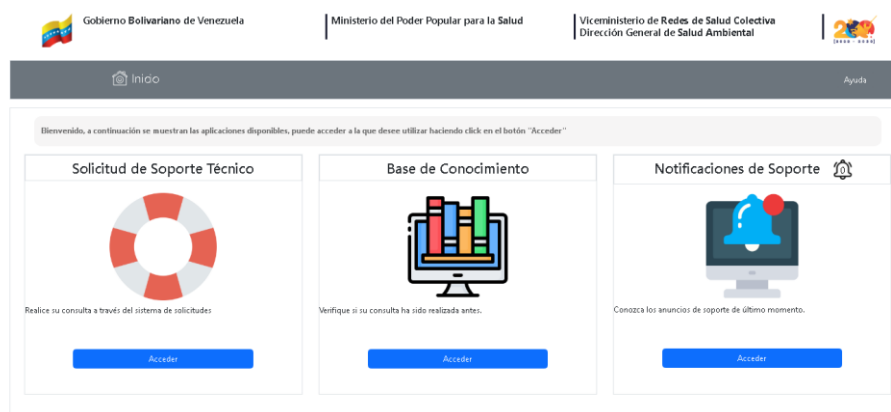 Gobierno Bolivariano de Venezuela
Ministerio del Poder Popular para la Salud
Viceministerio de Redes de Salud Colectiva
Dirección General de Salud Ambiental
200
Inicio
Ayuda
Bienvenido, a continuación se muestran las aplicaciones disponibles, puede acceder a la que desee utilizar haciendo click en el botón "Acceder"
Solicitud de Soporte Técnico
Base de Conocimiento
Notificaciones de Soporte
0
Realice su consulta a través del sistema de solicitudes
Verifique si su consulta ha sido realizada antes.
Conozca los anuncios de soporte de último momento.
Acceder
Acceder
Acceder